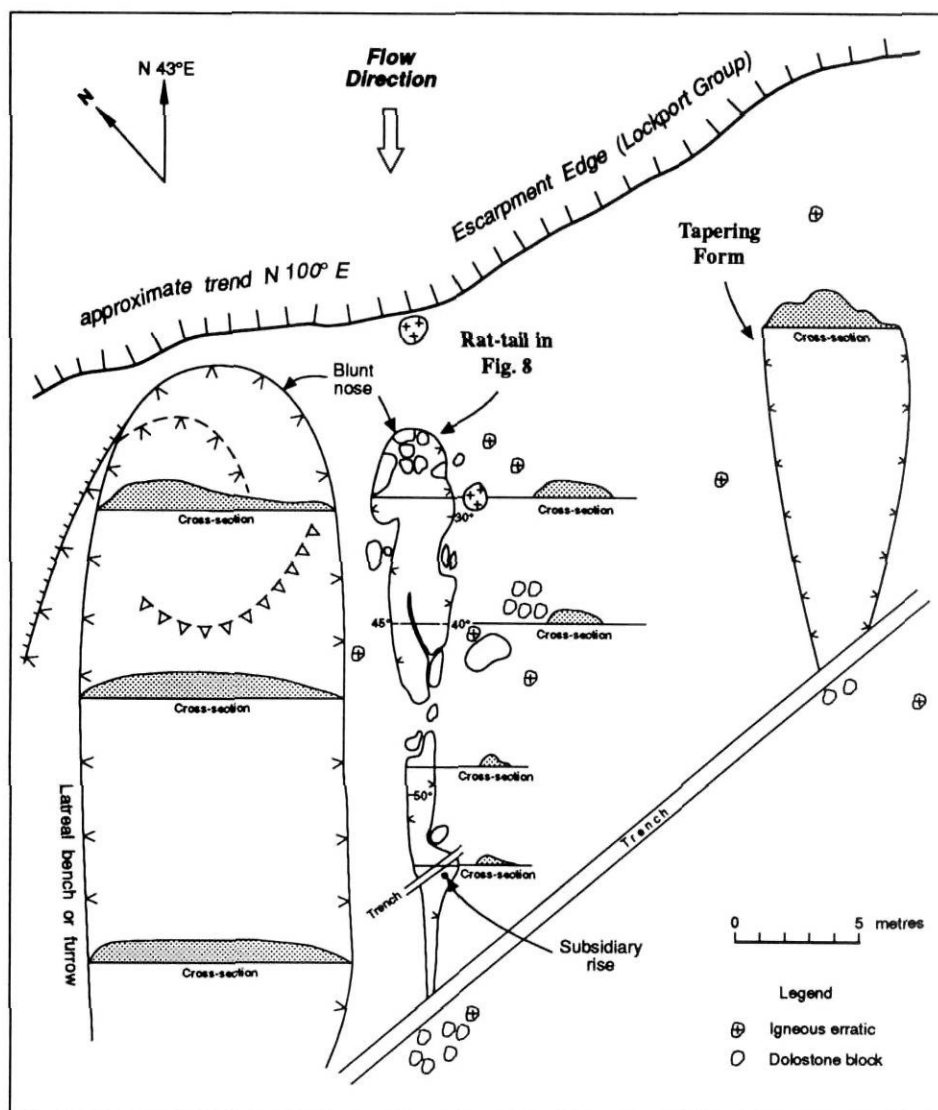 N
N 43°E
Flow
Direction
Escarpment Edge (Lockport Group)
approximate trend N 100° E
Tapering
Form
Cross-section
Blunt
nose
Rat-tail in
Fig. 8
Cross-section
30°
Cross-section
45°
40°
Cross-section
Cross-section
Cross-section
50°
Cross-section
Latreal bench or furrow
Trench
Trench
Subsidiary
rise
Cross-section
0 5 metres
Legend
Igneous erratic
Dolostone block